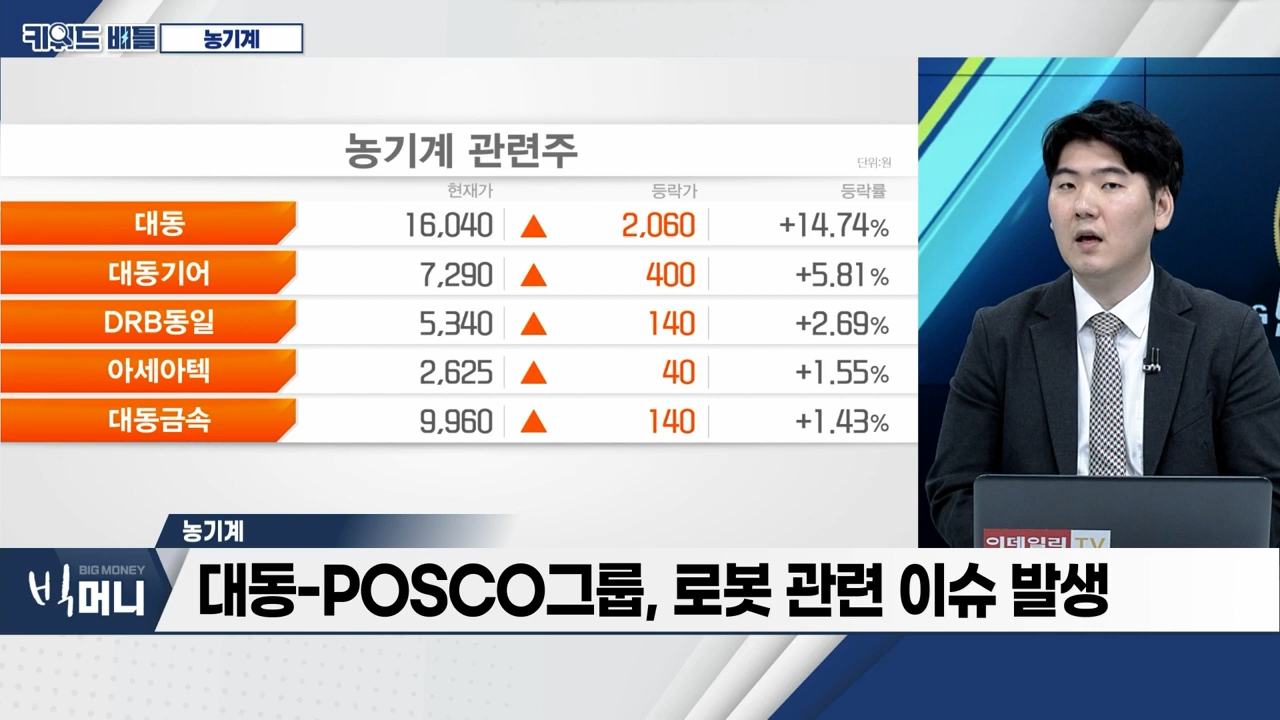 키워드 배틀
농기계
농기계 관련주
단위:원
현재가 등락가 등락률
대동 16,040 ▲ 2,060 +14.74%
대동기어 7,290 ▲ 400 +5.81%
DRB동일 5,340 ▲ 140 +2.69%
아세아텍 2,625 ▲ 40 +1.55%
대동금속 9,960 ▲ 140 +1.43%
G
이데일리 TV
농기계
BIG MONEY
빅머니
대동-POSCO그룹, 로봇 관련 이슈 발생